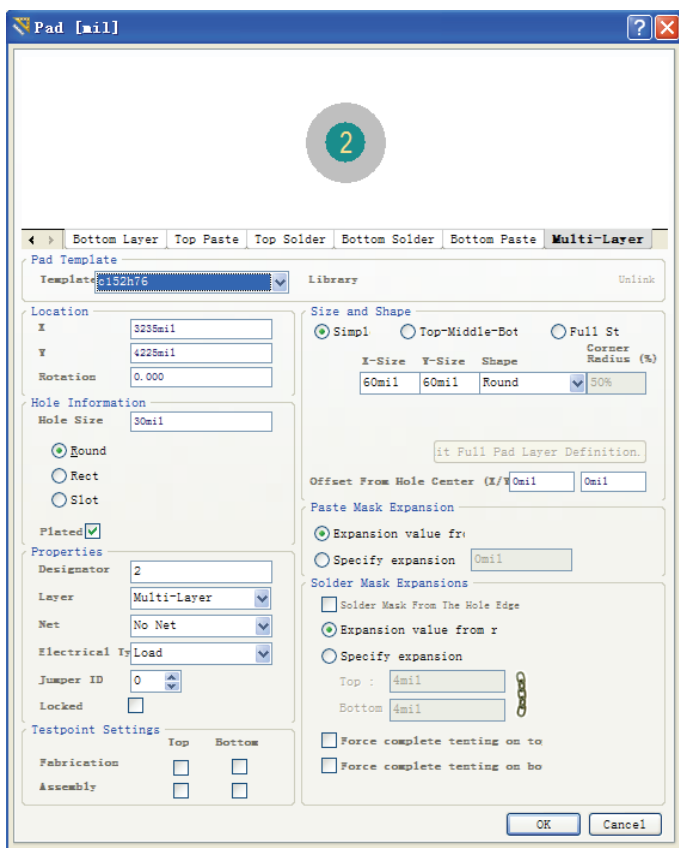 Pad [mil]
2
Bottom Layer Top Paste Top Solder Bottom Solder Bottom Paste Multi-Layer
Pad Template
Template c152h76 Library Unlink
Location
X 3235mil
Y 4225mil
Rotation 0.000
Hole Information
Hole Size 30mil
Round
Rect
Slot
Plated
Properties
Designator 2
Layer Multi-Layer
Net No Net
Electrical Ty Load
Jumper ID 0
Locked
Testpoint Settings
Top Bottom
Fabrication
Assembly
Size and Shape
Simpl Top-Middle-Bot Full St
X-Size Y-Size Shape Corner Radius (%)
60mil 60mil Round 50%
it Full Pad Layer Definition.
Offset From Hole Center (X/Y 0mil 0mil
Paste Mask Expansion
Expansion value fr
Specify expansion 0mil
Solder Mask Expansions
Solder Mask From The Hole Edge
Expansion value from r
Specify expansion
Top : 4mil
Bottom 4mil
Force complete tenting on to
Force complete tenting on bo
OK Cancel